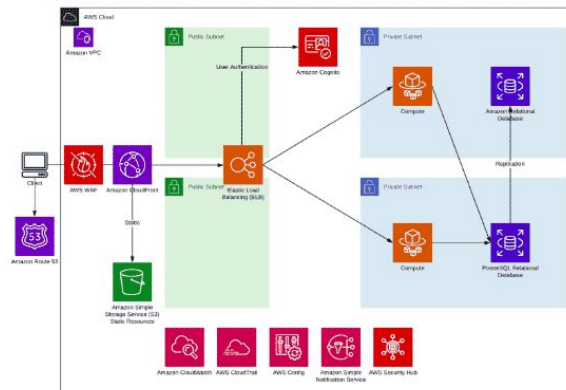 AWS Cloud
Amazon VPC
Public Subnet
Private Subnet
User Authentication
Amazon Cognito
Compute
Amazon Relational
Database
Client
AWS WAF
Amazon CloudFront
Public Subnet
Elastic Load
Balancing (ELB)
Private Subnet
Replication
53
Amazon Route 53
Static
Compute
PostgreSQL Relational
Database
Amazon Simple
Storage Service (S3)
Static Resources
Amazon CloudWatch
AWS CloudTrail
AWS Config
Amazon Simple
Notification Service
AWS Security Hub